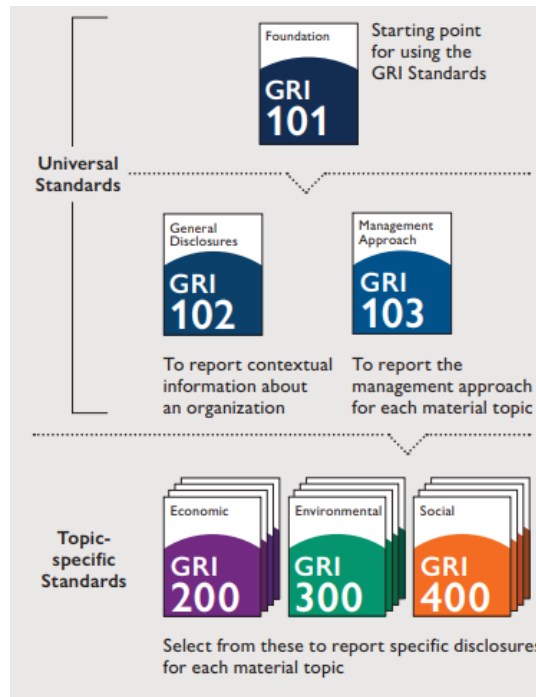 Foundation
GRI
101
Starting point
for using the
GRI Standards
Universal
Standards
General
Disclosures
GRI
102
Management
Approach
GRI
103
To report contextual
information about
an organization
To report the
management approach
for each material topic
Topic-
specific
Standards
Economic
GRI
200
Environmental
GRI
300
Social
GRI
400
Select from these to report specific disclosures
for each material topic